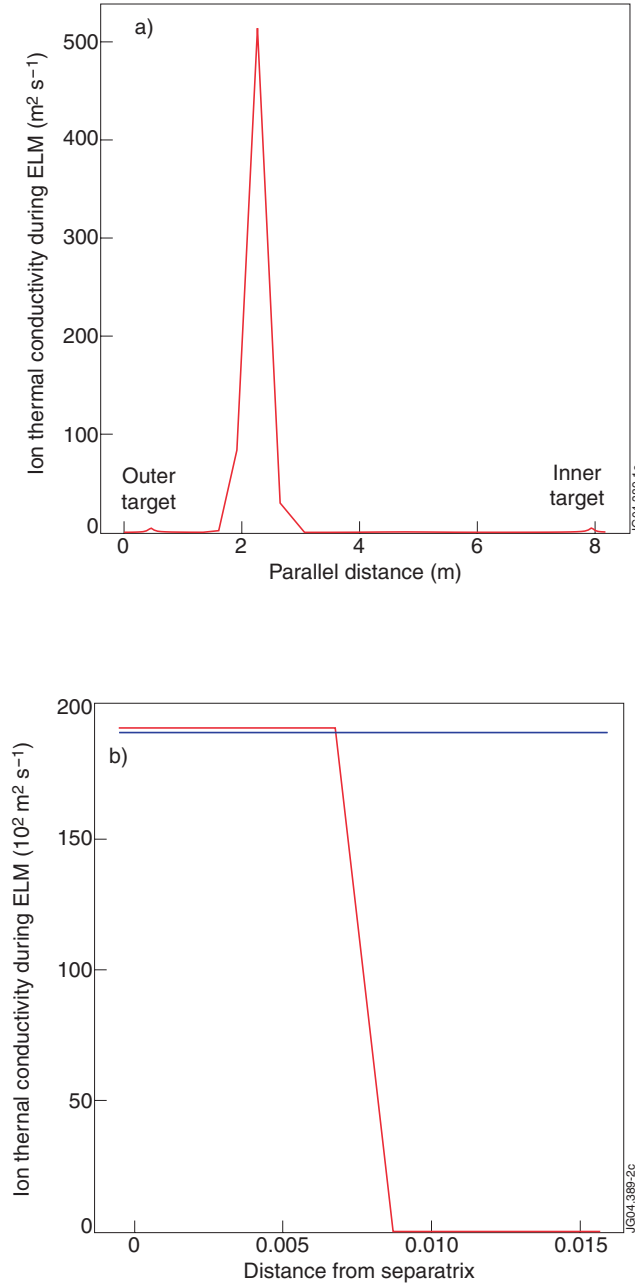 a)
Ion thermal conductivity during ELM (m² s⁻¹)
500
400
300
200
100
0
Outer
target
Inner
target
0
2
4
6
8
Parallel distance (m)
b)
Ion thermal conductivity during ELM (10² m² s⁻¹)
200
150
100
50
0
0
0.005
0.010
0.015
Distance from separatrix
JG04.389-2c